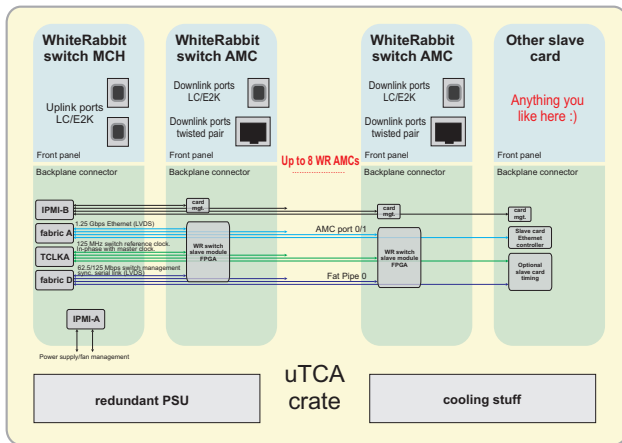 WhiteRabbit
switch MCH
Uplink ports
LC/E2K
Front panel
Backplane connector
WhiteRabbit
switch AMC
Downlink ports
LC/E2K
Downlink ports
twisted pair
Front panel
Backplane connector
Up to 8 WR AMCs
WhiteRabbit
switch AMC
Downlink ports
LC/E2K
Downlink ports
twisted pair
Front panel
Backplane connector
Other slave
card
Anything you
like here :)
Front panel
Backplane connector
IPMI-B
card
mgt.
card
mgt.
card
mgt.
fabric A
1.25 Gbps Ethernet (LVDS)
AMC port 0/1
Slave card
Ethernet
controller
TCLKA
125 MHz switch reference clock.
In-phase with master clock.
WR switch
slave module
FPGA
WR switch
slave module
FPGA
Optional
slave card
timing
fabric D
62.5/125 Mbps switch management
sync. serial link (LVDS)
Fat Pipe 0
IPMI-A
Power supply/fan management
redundant PSU
uTCA
crate
cooling stuff